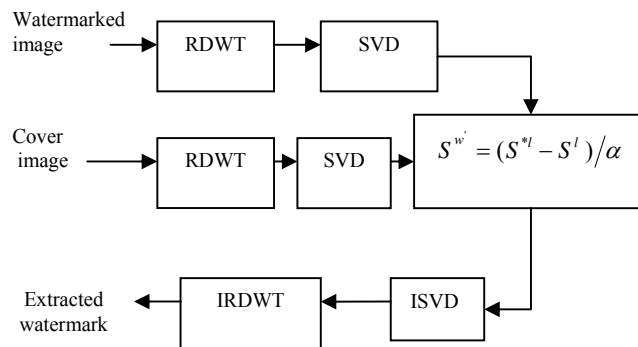 Watermarked
image
RDWT
SVD
Cover
image
RDWT
SVD
S^{w'} = (S^{*l} − S^{l})/α
Extracted
watermark
IRDWT
ISVD